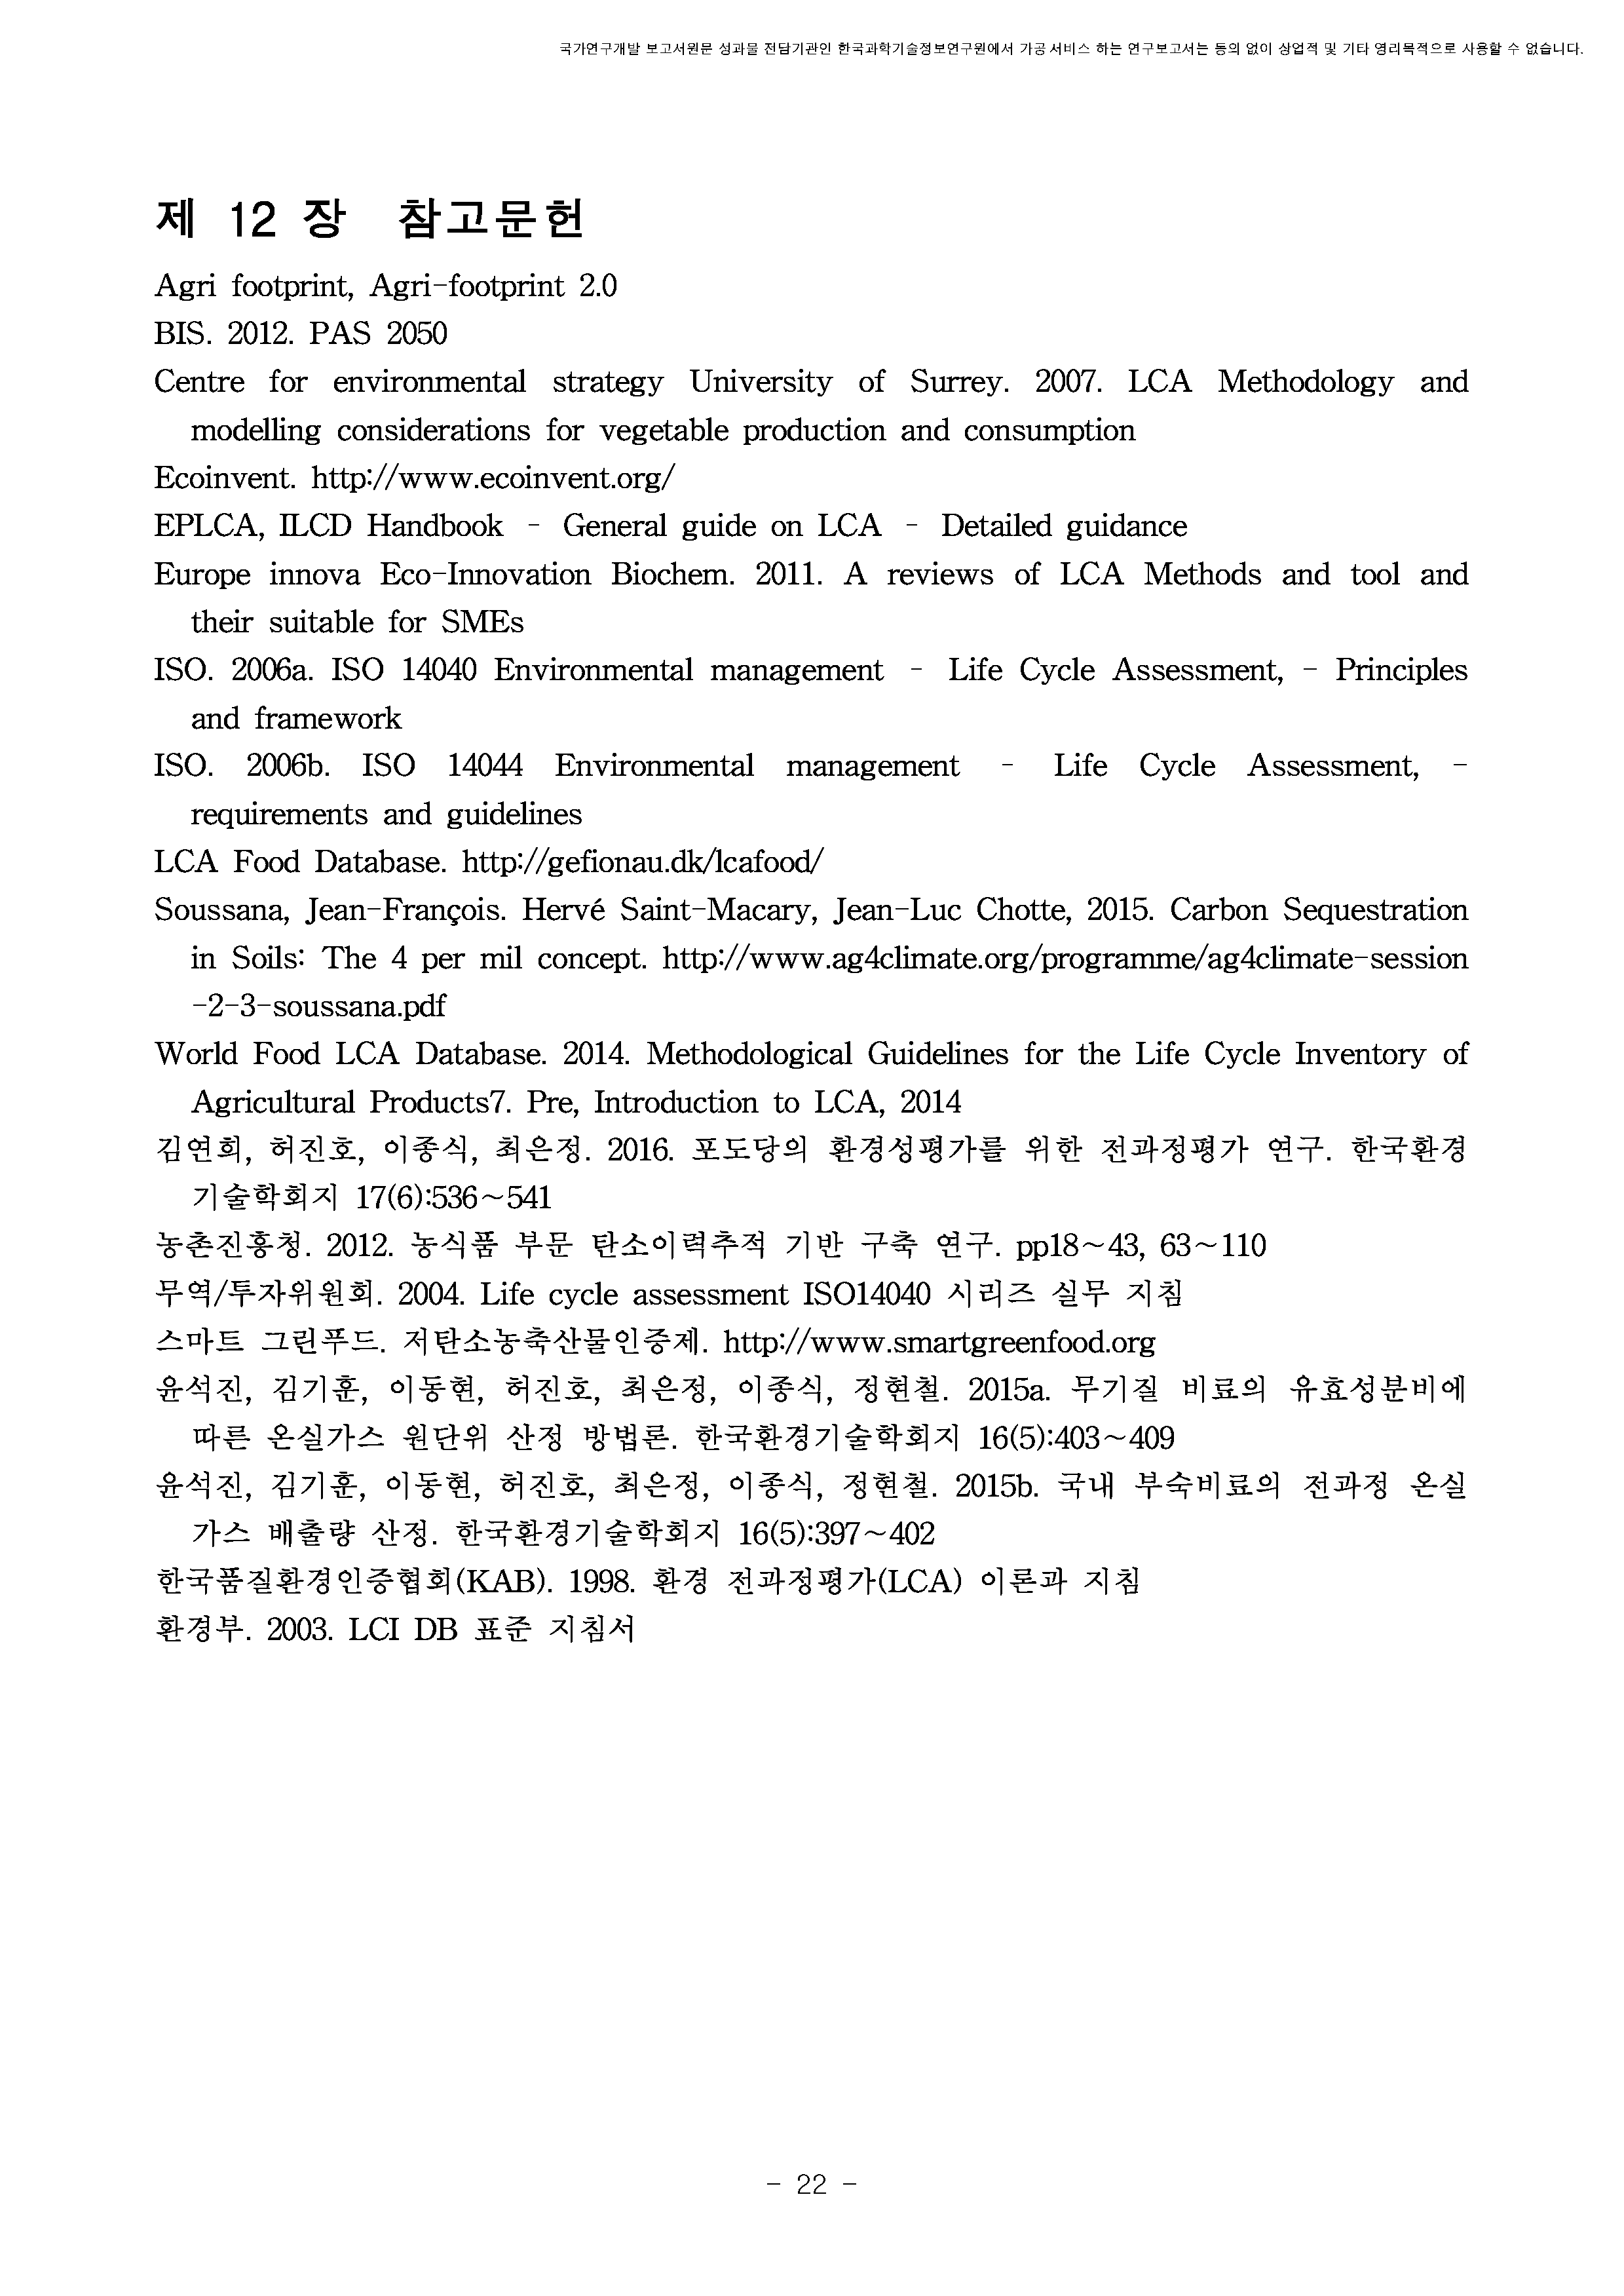 국가연구개발 보고서원문 성과물 전담기관인 한국과학기술정보연구원에서 가공·서비스 하는 연구보고서는 동의 없이 상업적 및 기타 영리목적으로 사용할 수 없습니다.
제 12 장 참고문헌
Agri footprint, Agri-footprint 2.0
BIS. 2012. PAS 2050
Centre for environmental strategy University of Surrey. 2007. LCA Methodology and
modelling considerations for vegetable production and consumption
Ecoinvent. http://www.ecoinvent.org/
EPLCA, ILCD Handbook – General guide on LCA – Detailed guidance
Europe innova Eco-Innovation Biochem. 2011. A reviews of LCA Methods and tool and
their suitable for SMEs
ISO. 2006a. ISO 14040 Environmental management – Life Cycle Assessment, - Principles
and framework
ISO. 2006b. ISO 14044 Environmental management – Life Cycle Assessment, -
requirements and guidelines
LCA Food Database. http://gefionau.dk/lcafood/
Soussana, Jean-François. Hervé Saint-Macary, Jean-Luc Chotte, 2015. Carbon Sequestration
in Soils: The 4 per mil concept. http://www.ag4climate.org/programme/ag4climate-session
-2-3-soussana.pdf
World Food LCA Database. 2014. Methodological Guidelines for the Life Cycle Inventory of
Agricultural Products7. Pre, Introduction to LCA, 2014
김연희, 허진호, 이종식, 최은정. 2016. 포도당의 환경성평가를 위한 전과정평가 연구. 한국환경
기술학회지 17(6):536~541
농촌진흥청. 2012. 농식품 부문 탄소이력추적 기반 구축 연구. pp18~43, 63~110
무역/투자위원회. 2004. Life cycle assessment ISO14040 시리즈 실무 지침
스마트 그린푸드. 저탄소농축산물인증제. http://www.smartgreenfood.org
윤석진, 김기훈, 이동현, 허진호, 최은정, 이종식, 정현철. 2015a. 무기질 비료의 유효성분비에
따른 온실가스 원단위 산정 방법론. 한국환경기술학회지 16(5):403~409
윤석진, 김기훈, 이동현, 허진호, 최은정, 이종식, 정현철. 2015b. 국내 부숙비료의 전과정 온실
가스 배출량 산정. 한국환경기술학회지 16(5):397~402
한국품질환경인증협회(KAB). 1998. 환경 전과정평가(LCA) 이론과 지침
환경부. 2003. LCI DB 표준 지침서
- 22 -